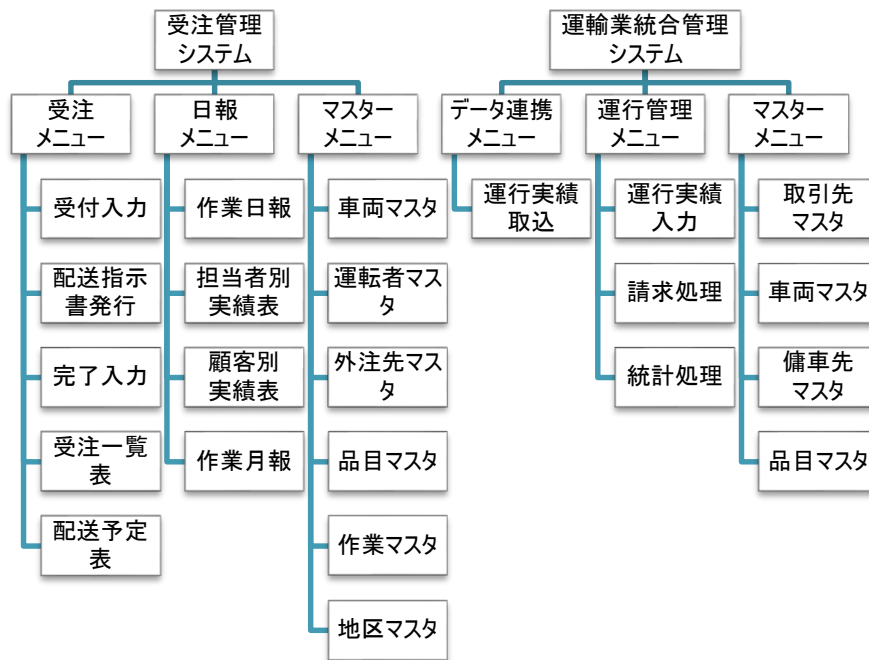 受注管理
システム
受注
メニュー
受付入力
配送指示
書発行
完了入力
受注一覧
表
配送予定
表
日報
メニュー
作業日報
担当者別
実績表
顧客別
実績表
作業月報
マスター
メニュー
車両マスタ
運転者マス
タ
外注先マス
タ
品目マスタ
作業マスタ
地区マスタ
運輸業統合管理
システム
データ連携
メニュー
運行実績
取込
運行管理
メニュー
運行実績
入力
請求処理
統計処理
マスター
メニュー
取引先
マスタ
車両マスタ
傭車先
マスタ
品目マスタ